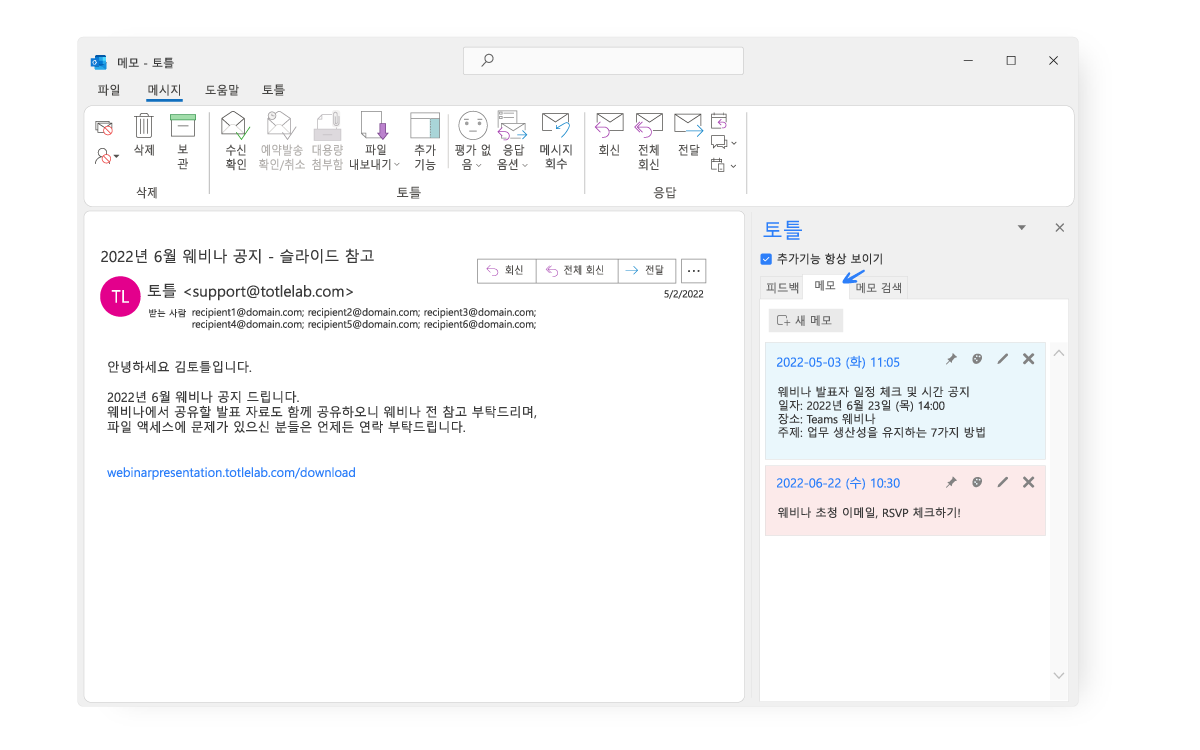 메모 - 토틀
파일 메시지 도움말 토틀
삭제
보관
수신 확인
예약발송 확인/취소
대용량 첨부함
파일 내보내기
추가 기능
평가 없음
응답 옵션
메시지 회수
회신
전체 회신
전달
삭제 토틀 응답
2022년 6월 웨비나 공지 - 슬라이드 참고
회신 전체 회신 전달 ...
TL
토틀 <support@totlelab.com>
5/2/2022
받는 사람 recipient1@domain.com; recipient2@domain.com; recipient3@domain.com;
recipient4@domain.com; recipient5@domain.com; recipient6@domain.com;
안녕하세요 김토틀입니다.
2022년 6월 웨비나 공지 드립니다.
웨비나에서 공유할 발표 자료도 함께 공유하오니 웨비나 전 참고 부탁드리며,
파일 액세스에 문제가 있으신 분들은 언제든 연락 부탁드립니다.
webinarpresentation.totlelab.com/download
토틀
추가기능 항상 보이기
피드백 메모 메모 검색
새 메모
2022-05-03 (화) 11:05
웨비나 발표자 일정 체크 및 시간 공지
일자: 2022년 6월 23일 (목) 14:00
장소: Teams 웨비나
주제: 업무 생산성을 유지하는 7가지 방법
2022-06-22 (수) 10:30
웨비나 초청 이메일, RSVP 체크하기!